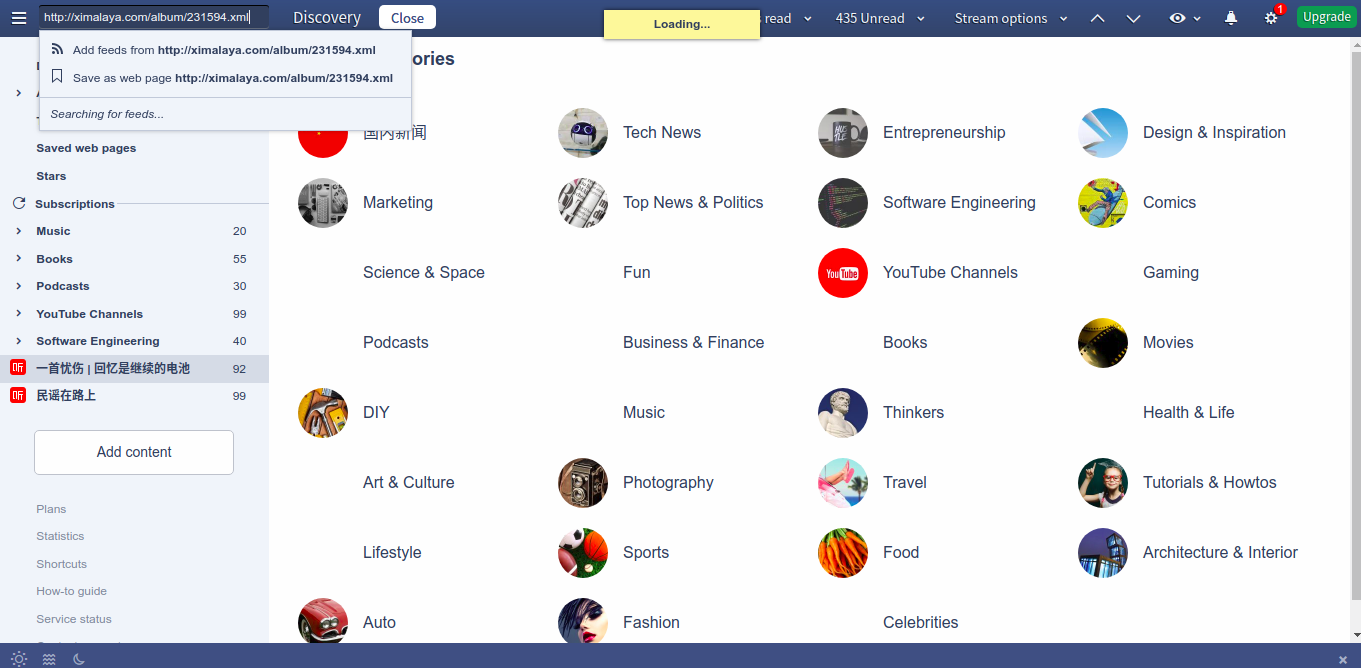 http://ximalaya.com/album/231594.xml
Discovery
Close
Loading...
read
435 Unread
Stream options
1
Upgrade
Add feeds from http://ximalaya.com/album/231594.xml
Save as web page http://ximalaya.com/album/231594.xml
Searching for feeds...
ories
Saved web pages
Stars
Subscriptions
Music 20
Books 55
Podcasts 30
YouTube Channels 99
Software Engineering 40
听 一首忧伤 | 回忆是继续的电池 92
听 民谣在路上 99
Add content
Plans
Statistics
Shortcuts
How-to guide
Service status
国内新闻
Tech News
Entrepreneurship
Design & Inspiration
Marketing
Top News & Politics
Software Engineering
Comics
Science & Space
Fun
YouTube
YouTube Channels
Gaming
Podcasts
Business & Finance
Books
Movies
DIY
Music
Thinkers
Health & Life
Art & Culture
Photography
Travel
Tutorials & Howtos
Lifestyle
Sports
Food
Architecture & Interior
Auto
Fashion
Celebrities